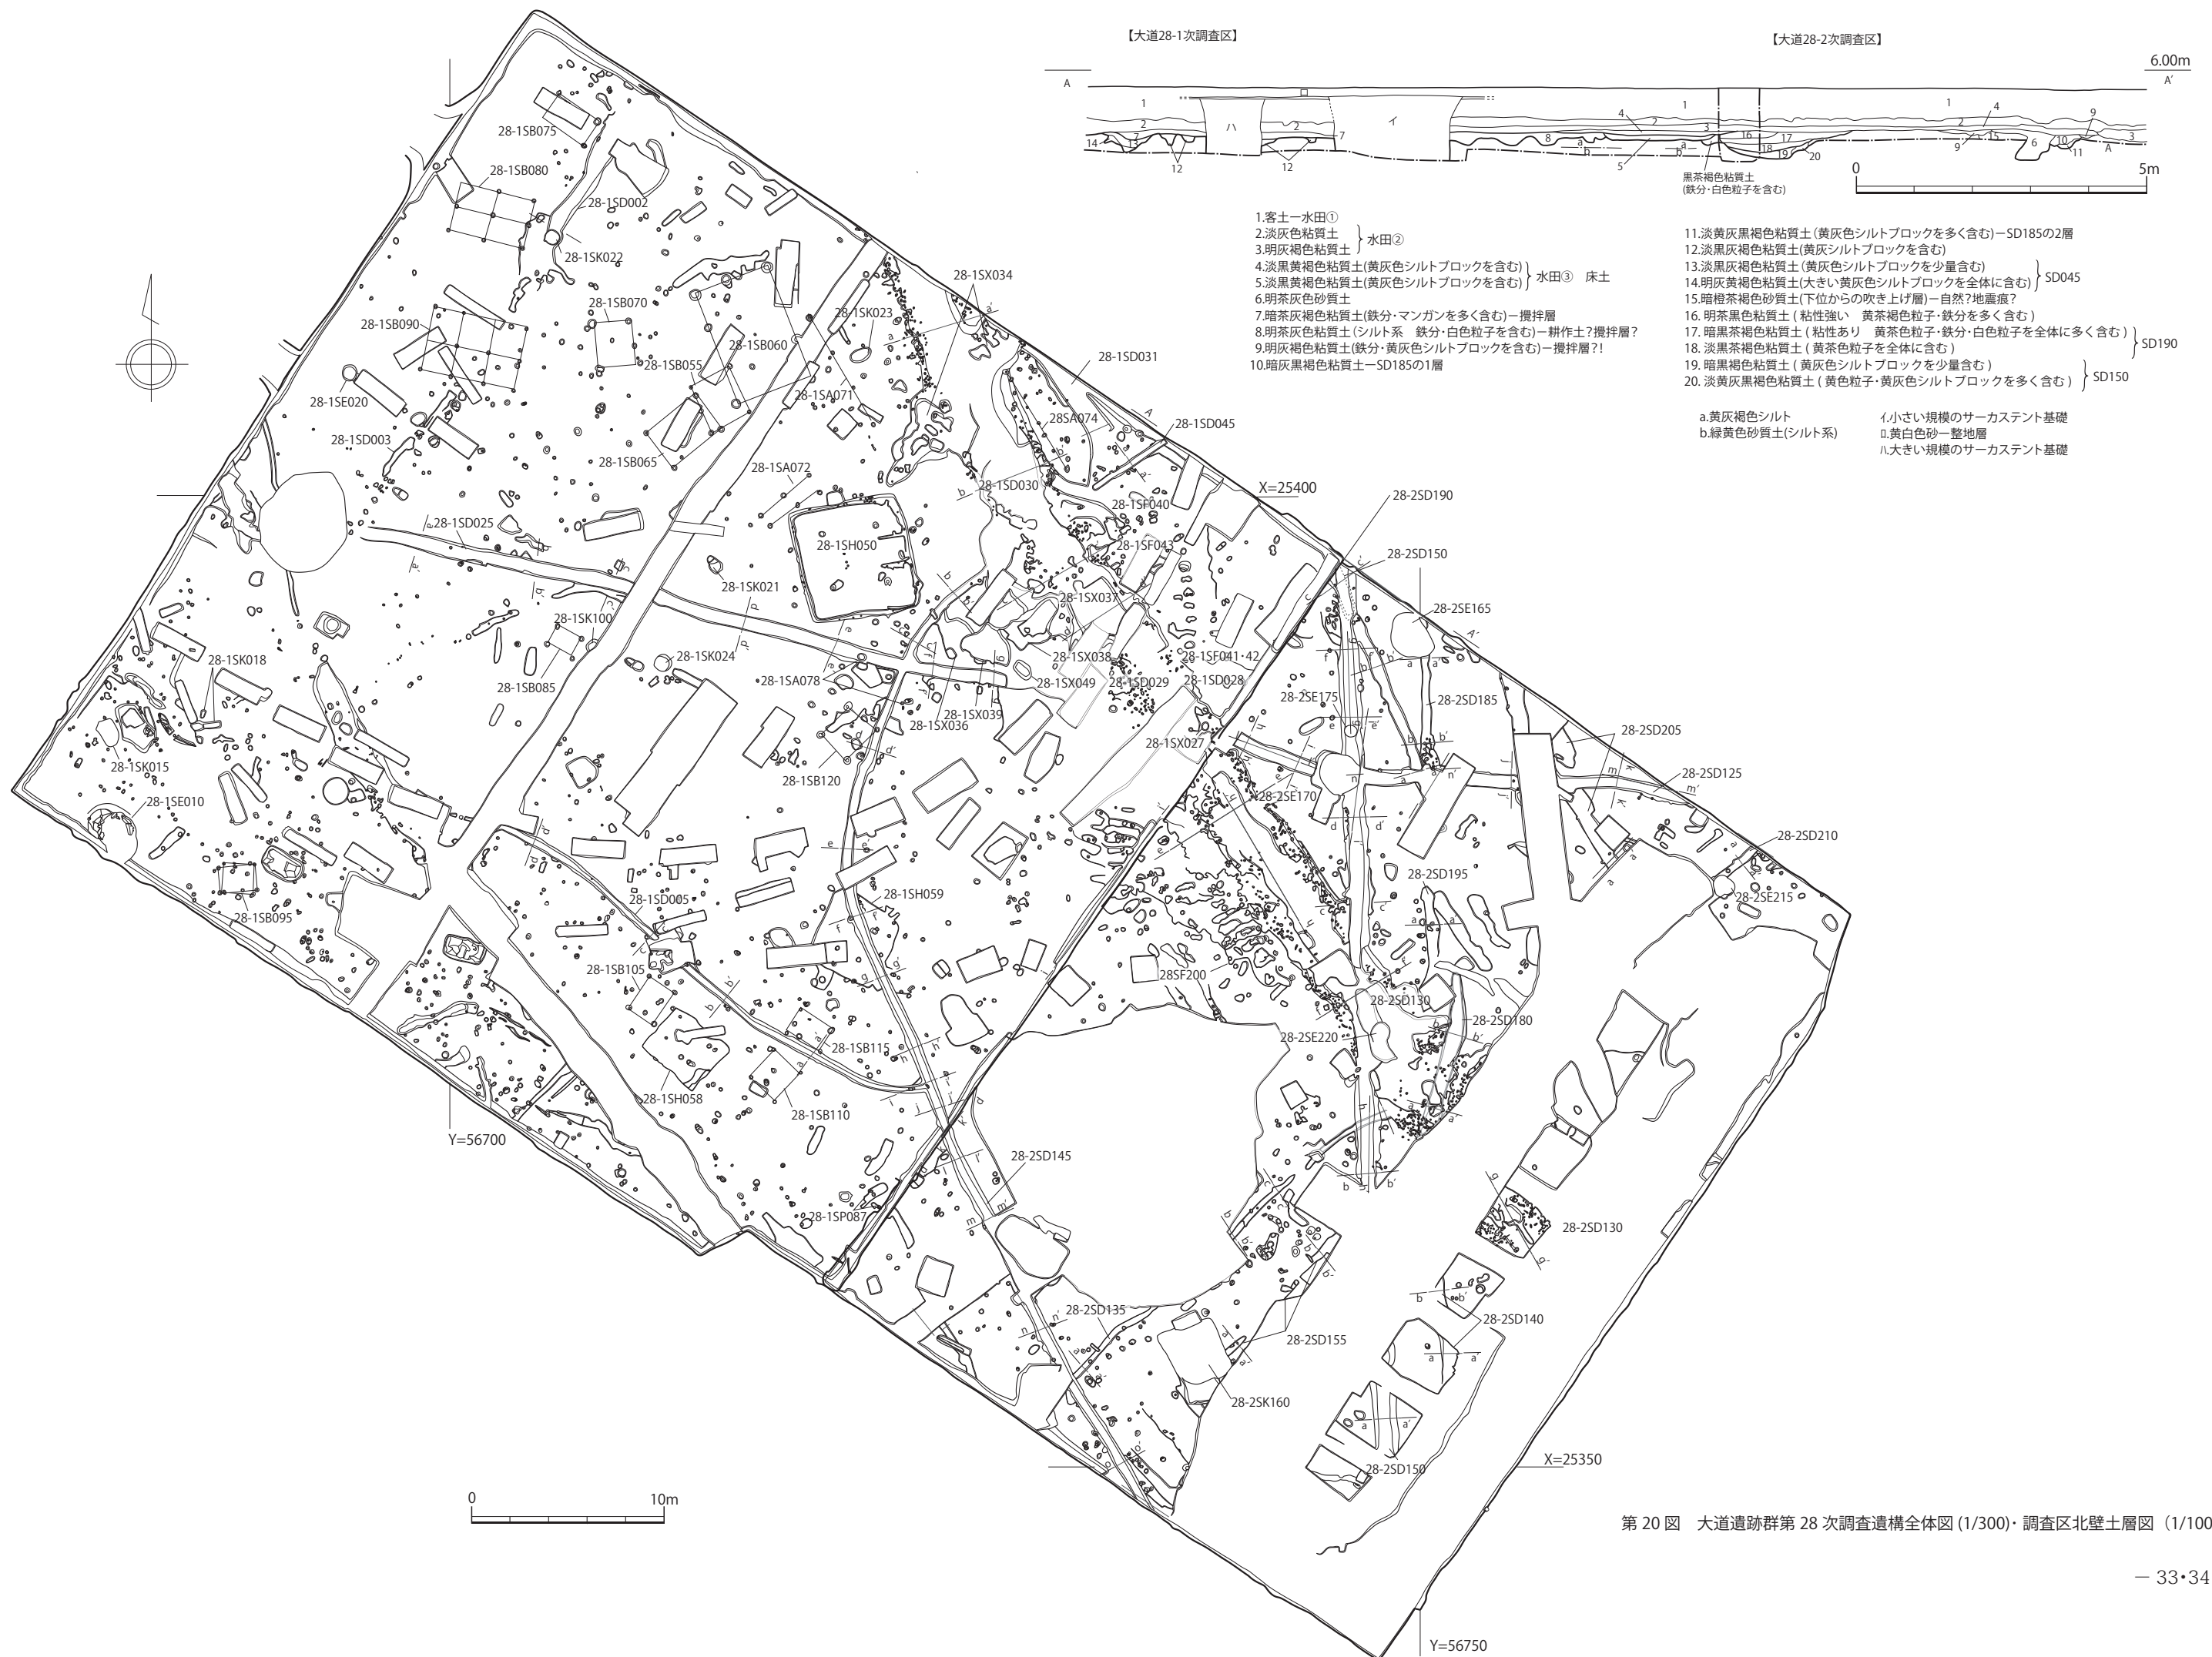 【大道28-1次調査区】
【大道28-2次調査区】
6.00m
A
A′
1
1
1
2
2
2
2
3
3
4
4
5
6
7
7
8
9
9
10
11
12
12
13
14
15
16
17
18
19
20
イ
ロ
ハ
a
b
a
b
A
黒茶褐色粘質土
(鉄分・白色粒子を含む)
0
5m
1.客土ー水田①
2.淡灰色粘質土
3.明灰褐色粘質土
水田②
4.淡黒黄褐色粘質土(黄灰色シルトブロックを含む)
5.淡黒黄褐色粘質土(黄灰色シルトブロックを含む)
水田③ 床土
6.明茶灰色砂質土
7.暗茶灰褐色粘質土(鉄分・マンガンを多く含む)ー攪拌層
8.明茶灰色粘質土(シルト系 鉄分・白色粒子を含む)ー耕作土?攪拌層?
9.明灰褐色粘質土(鉄分・黄灰色シルトブロックを含む)ー攪拌層?!
10.暗灰黒褐色粘質土ーSD185の1層
11.淡黄灰黒褐色粘質土(黄灰色シルトブロックを多く含む)ーSD185の2層
12.淡黒灰褐色粘質土(黄灰シルトブロックを含む)
13.淡黒灰褐色粘質土(黄灰色シルトブロックを少量含む)
14.明灰黄褐色粘質土(大きい黄灰色シルトブロックを全体に含む)
SD045
15.暗橙茶褐色砂質土(下位からの吹き上げ層)ー自然?地震痕?
16. 明茶黒色粘質土 ( 粘性強い 黄茶褐色粒子・鉄分を多く含む )
17. 暗黒茶褐色粘質土 ( 粘性あり 黄茶色粒子・鉄分・白色粒子を全体に多く含む )
18. 淡黒茶褐色粘質土 ( 黄茶色粒子を全体に含む )
SD190
19. 暗黒褐色粘質土 ( 黄灰色シルトブロックを少量含む )
20. 淡黄灰黒褐色粘質土 ( 黄色粒子・黄灰色シルトブロックを多く含む )
SD150
a.黄灰褐色シルト
b.緑黄色砂質土(シルト系)
イ.小さい規模のサーカステント基礎
ロ.黄白色砂ー整地層
ハ.大きい規模のサーカステント基礎
28-1SB075
28-1SB080
28-1SD002
28-1SK022
28-1SB070
28-1SB090
28-1SE020
28-1SD003
28-1SB055
28-1SB060
28-1SB065
28-1SK023
28-1SA071
28-1SX034
28-1SD031
28SA074
28-1SD045
28-1SA072
28-1SD030
28-1SF040
X=25400
28-2SD190
28-1SD025
28-1SH050
28-1SF043
28-2SD150
28-1SK021
28-1SX037
28-2SE165
28-1SK100
28-1SK024
28-1SX038
28-1SF041・42
28-1SK018
28-1SB085
28-1SA078
28-1SX049
28-1SD029
28-1SD028
28-2SE175
28-2SD185
28-1SX039
28-1SX036
28-1SX027
28-2SD205
28-1SK015
28-1SB120
28-2SE170
28-2SD125
28-1SE010
28-2SD210
28-2SD195
28-2SE215
28-1SH059
28-1SD005
28-1SB095
28-1SB105
28SF200
28-2SD130
28-2SD180
28-2SE220
28-1SB115
28-1SH058
28-1SB110
Y=56700
28-2SD145
28-1SP087
28-2SD130
28-2SD135
28-2SD140
28-2SD155
28-2SK160
28-2SD150
X=25350
0
10m
第 20 図 大道遺跡群第 28 次調査遺構全体図 (1/300)・調査区北壁土層図（1/100
― 33・34
Y=56750